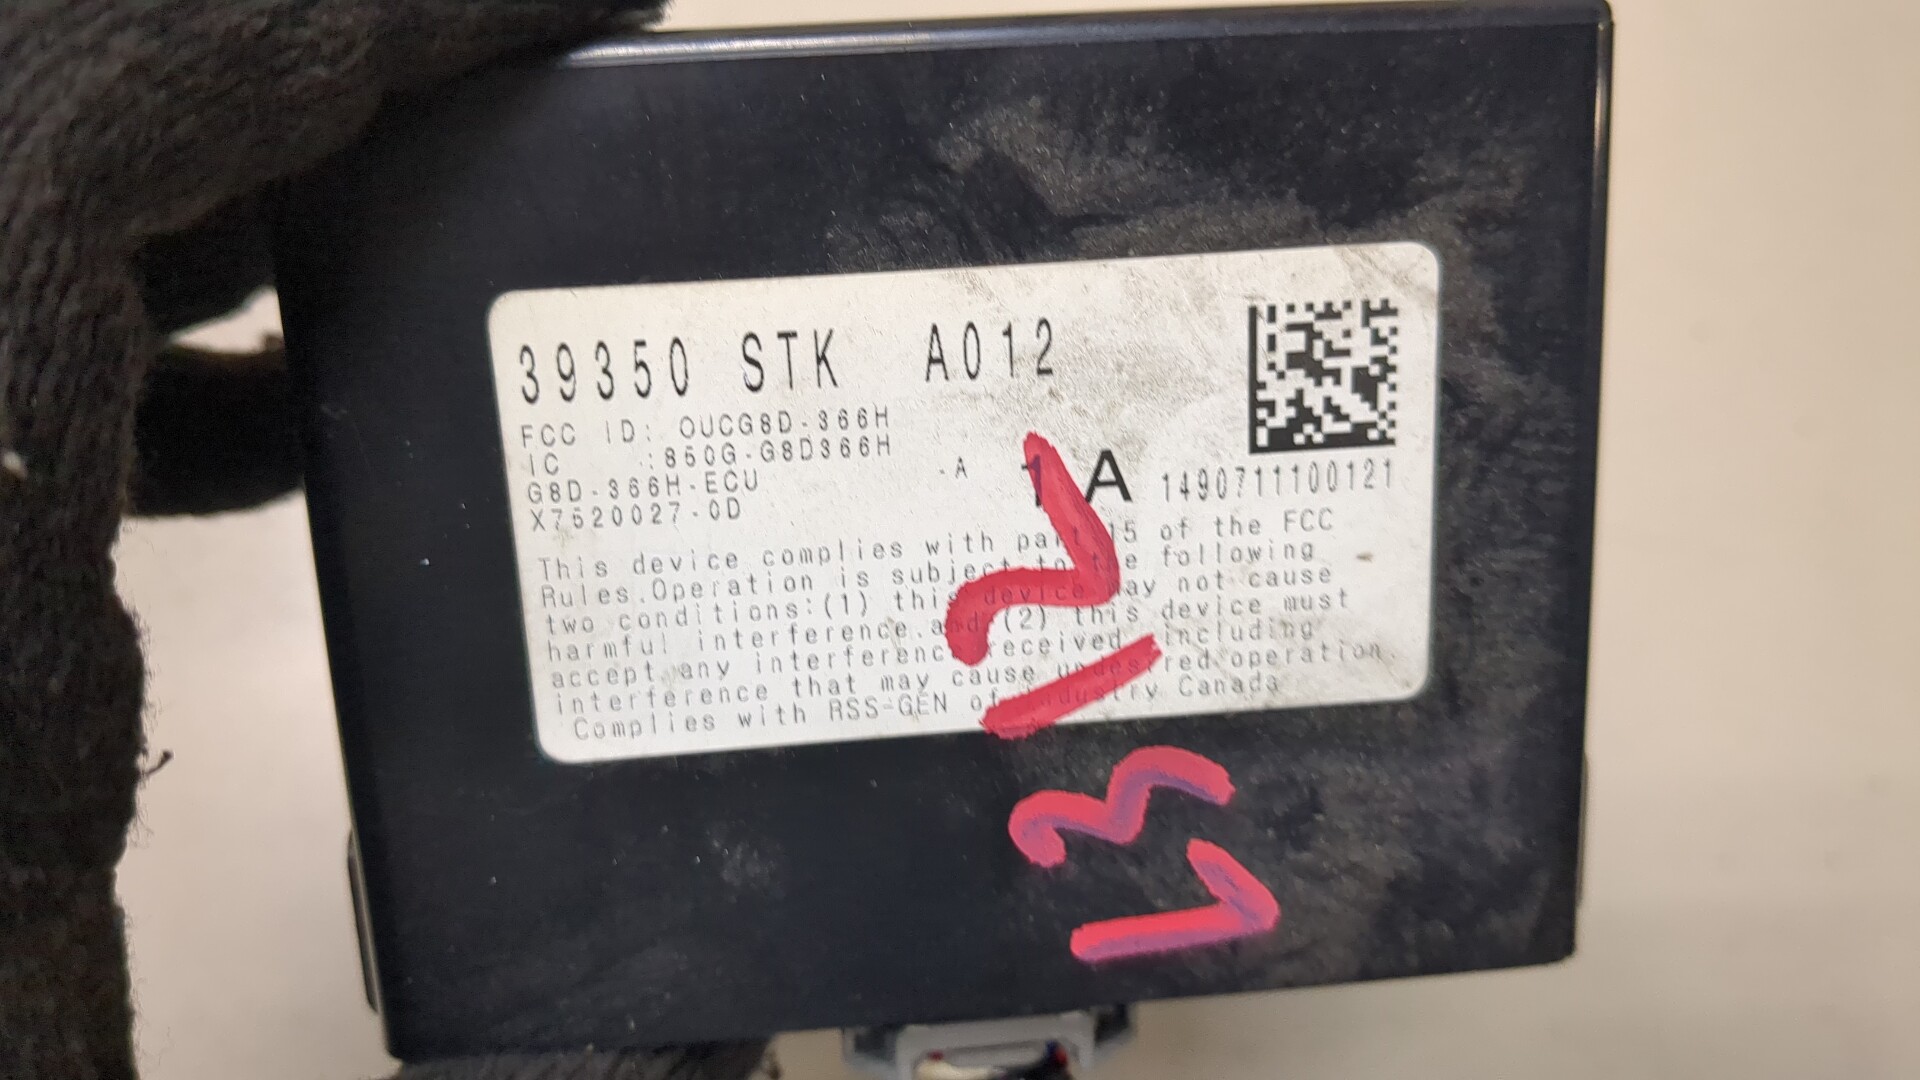 39350 STK A012
FCC ID: OUCG8D-366H
IC .:850G-G8D366H
G8D-366H-ECU -A 1 A 1490711100121
X7520027-0D
This device complies with part 15 of the FCC
Rules.Operation is subject to the following
two conditions:(1) this device may not cause
harmful interference.and (2) this device must
accept any interference received, including
interference that may cause undesired operation.
Complies with RSS-GEN of Industry Canada